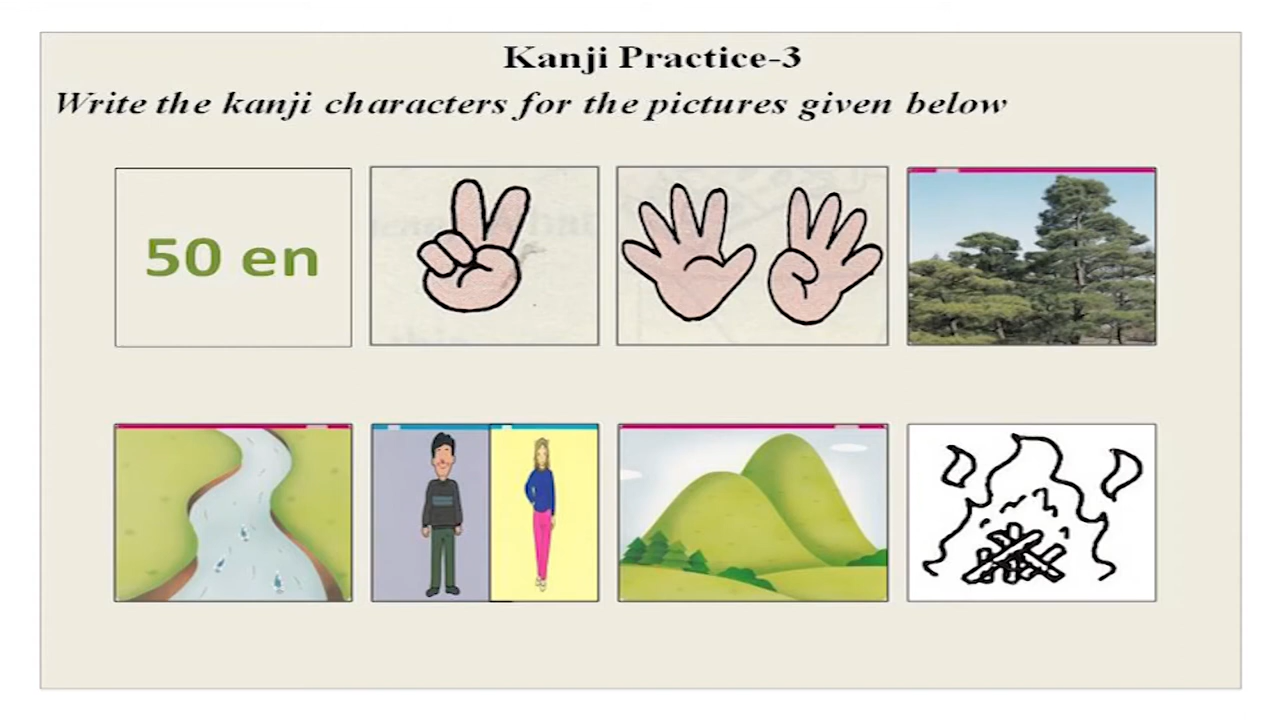 Kanji Practice-3
Write the kanji characters for the pictures given below
50 en